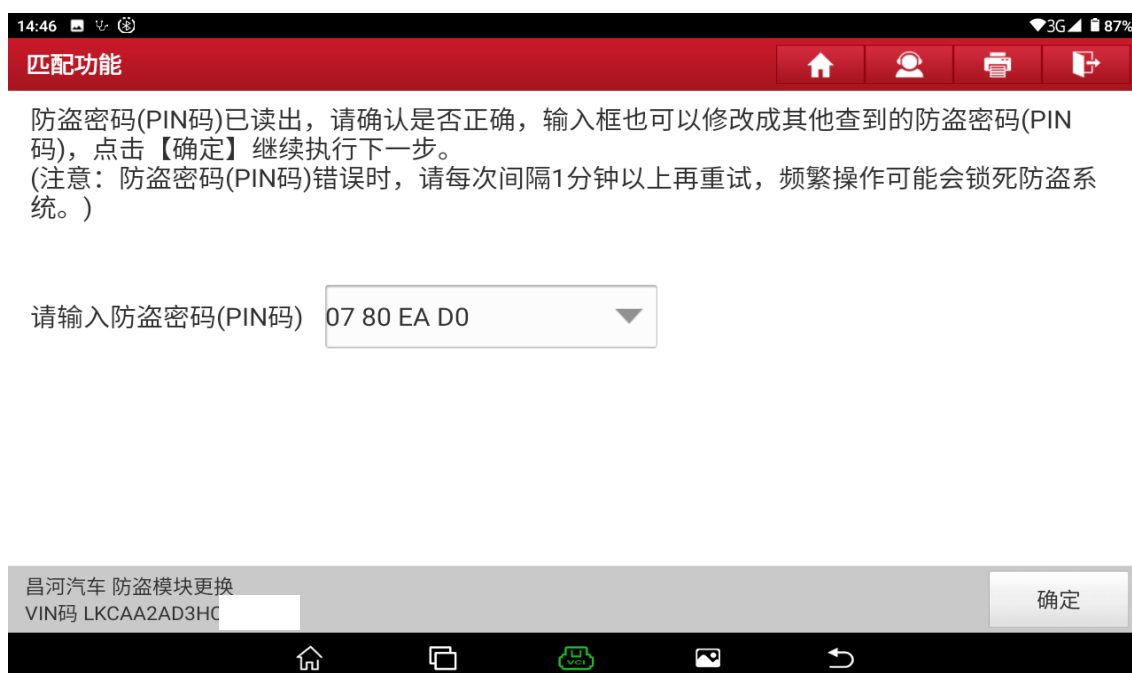 14:46
3G
87%
匹配功能
防盗密码(PIN码)已读出，请确认是否正确，输入框也可以修改成其他查到的防盗密码(PIN
码)，点击【确定】继续执行下一步。
(注意：防盗密码(PIN码)错误时，请每次间隔1分钟以上再重试，频繁操作可能会锁死防盗系
统。)
请输入防盗密码(PIN码)
07 80 EA D0
昌河汽车 防盗模块更换
VIN码 LKCAA2AD3HC
确定
VCI